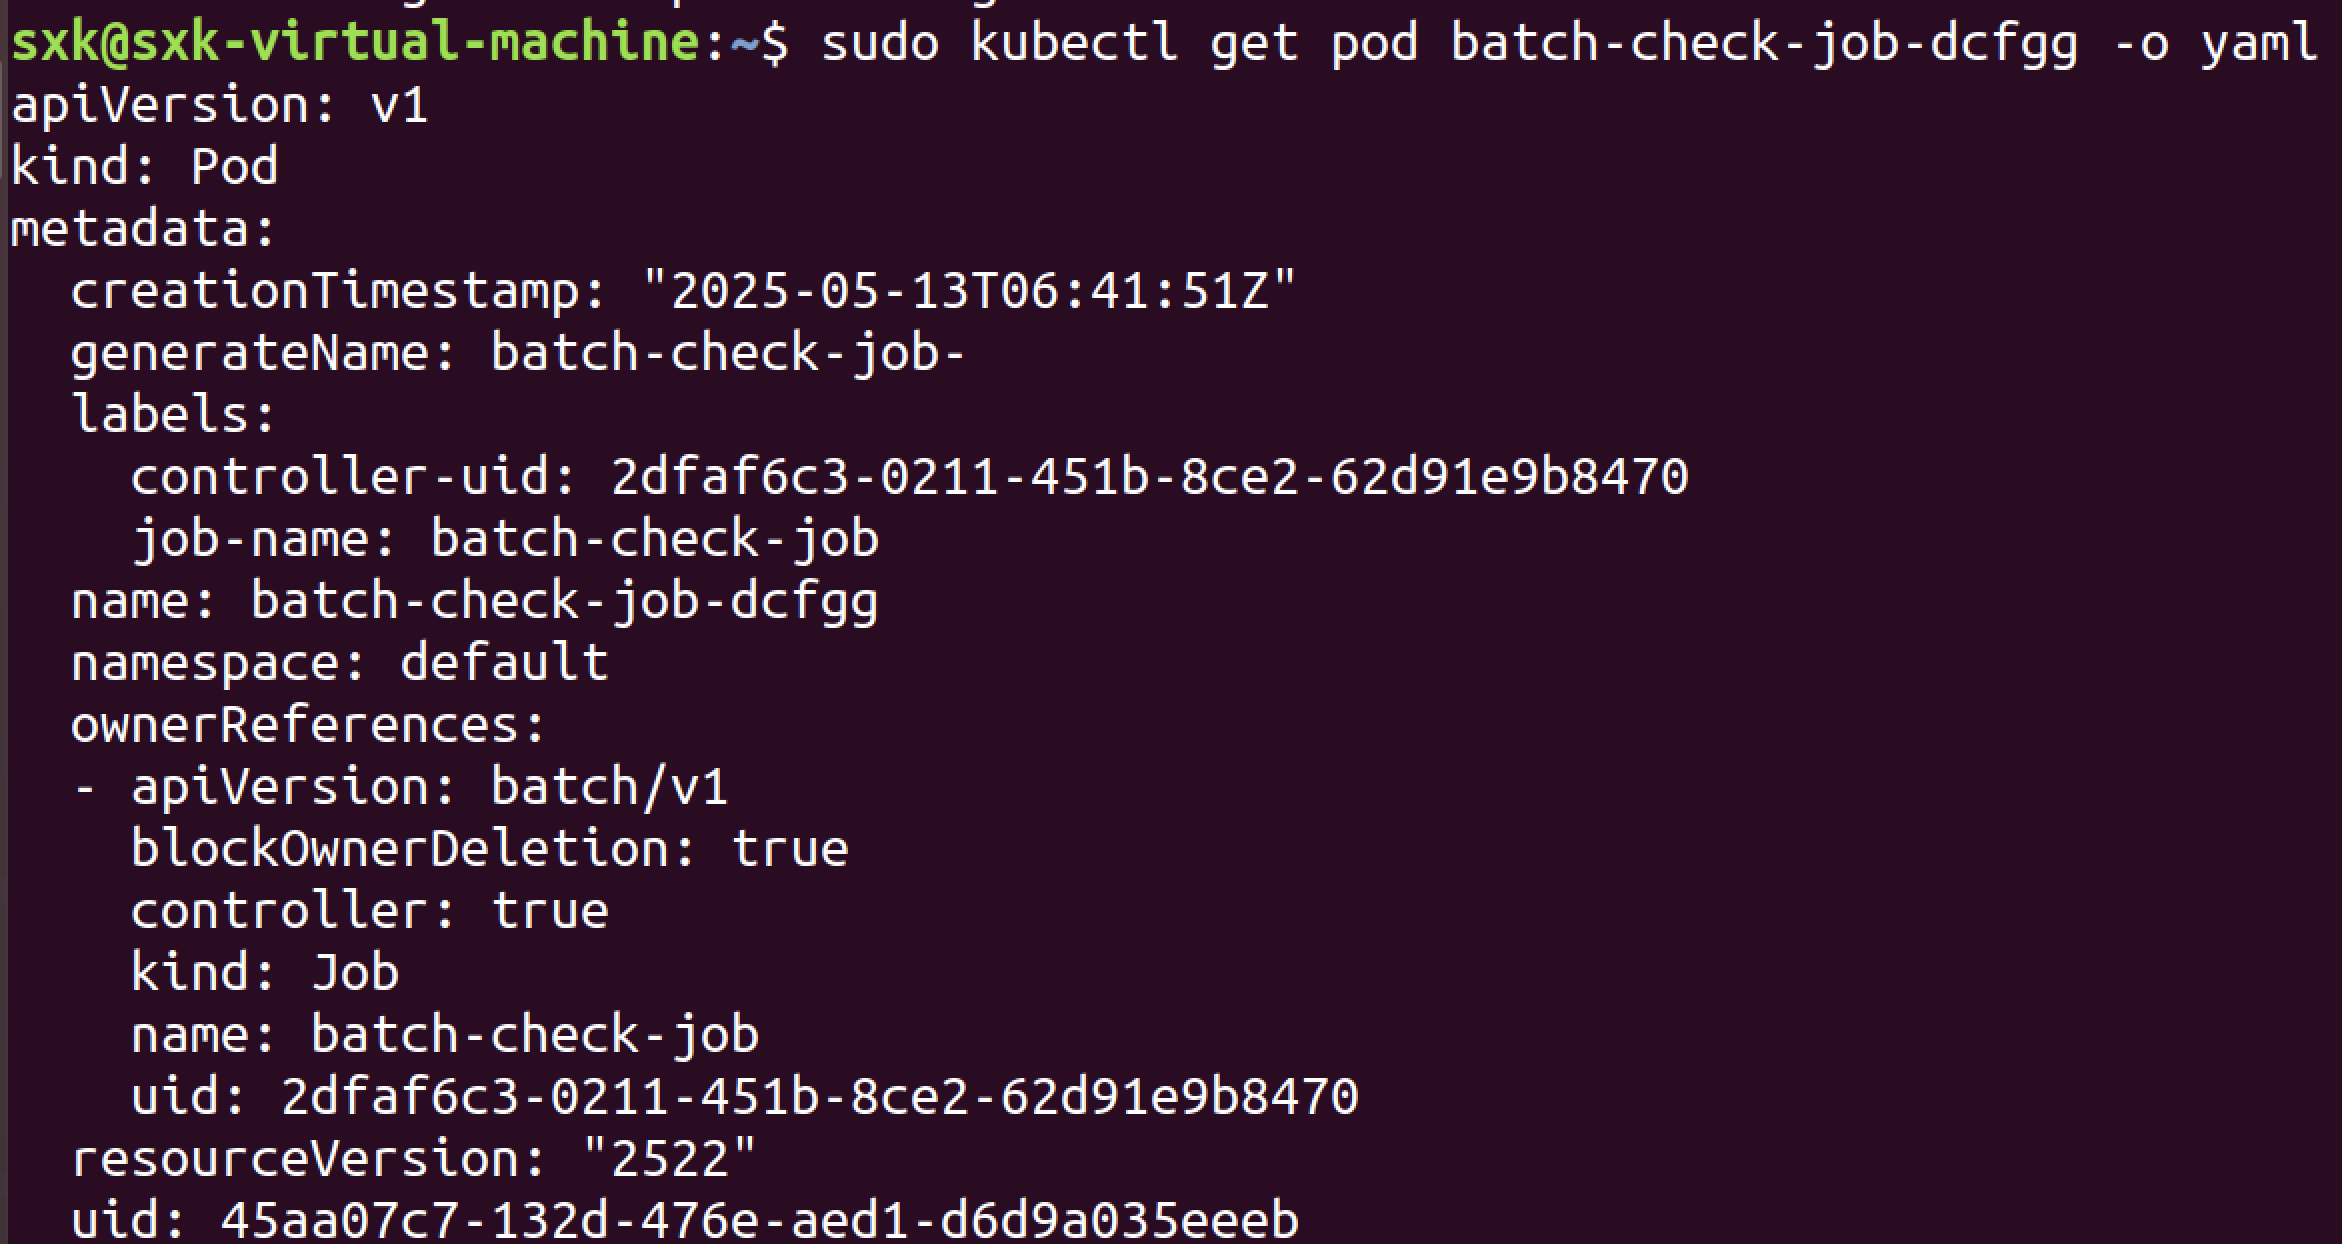 sxk@sxk-virtual-machine:~$ sudo kubectl get pod batch-check-job-dcfgg -o yaml
apiVersion: v1
kind: Pod
metadata:
  creationTimestamp: "2025-05-13T06:41:51Z"
  generateName: batch-check-job-
  labels:
    controller-uid: 2dfaf6c3-0211-451b-8ce2-62d91e9b8470
    job-name: batch-check-job
  name: batch-check-job-dcfgg
  namespace: default
  ownerReferences:
  - apiVersion: batch/v1
    blockOwnerDeletion: true
    controller: true
    kind: Job
    name: batch-check-job
    uid: 2dfaf6c3-0211-451b-8ce2-62d91e9b8470
  resourceVersion: "2522"
  uid: 45aa07c7-132d-476e-aed1-d6d9a035eeeb